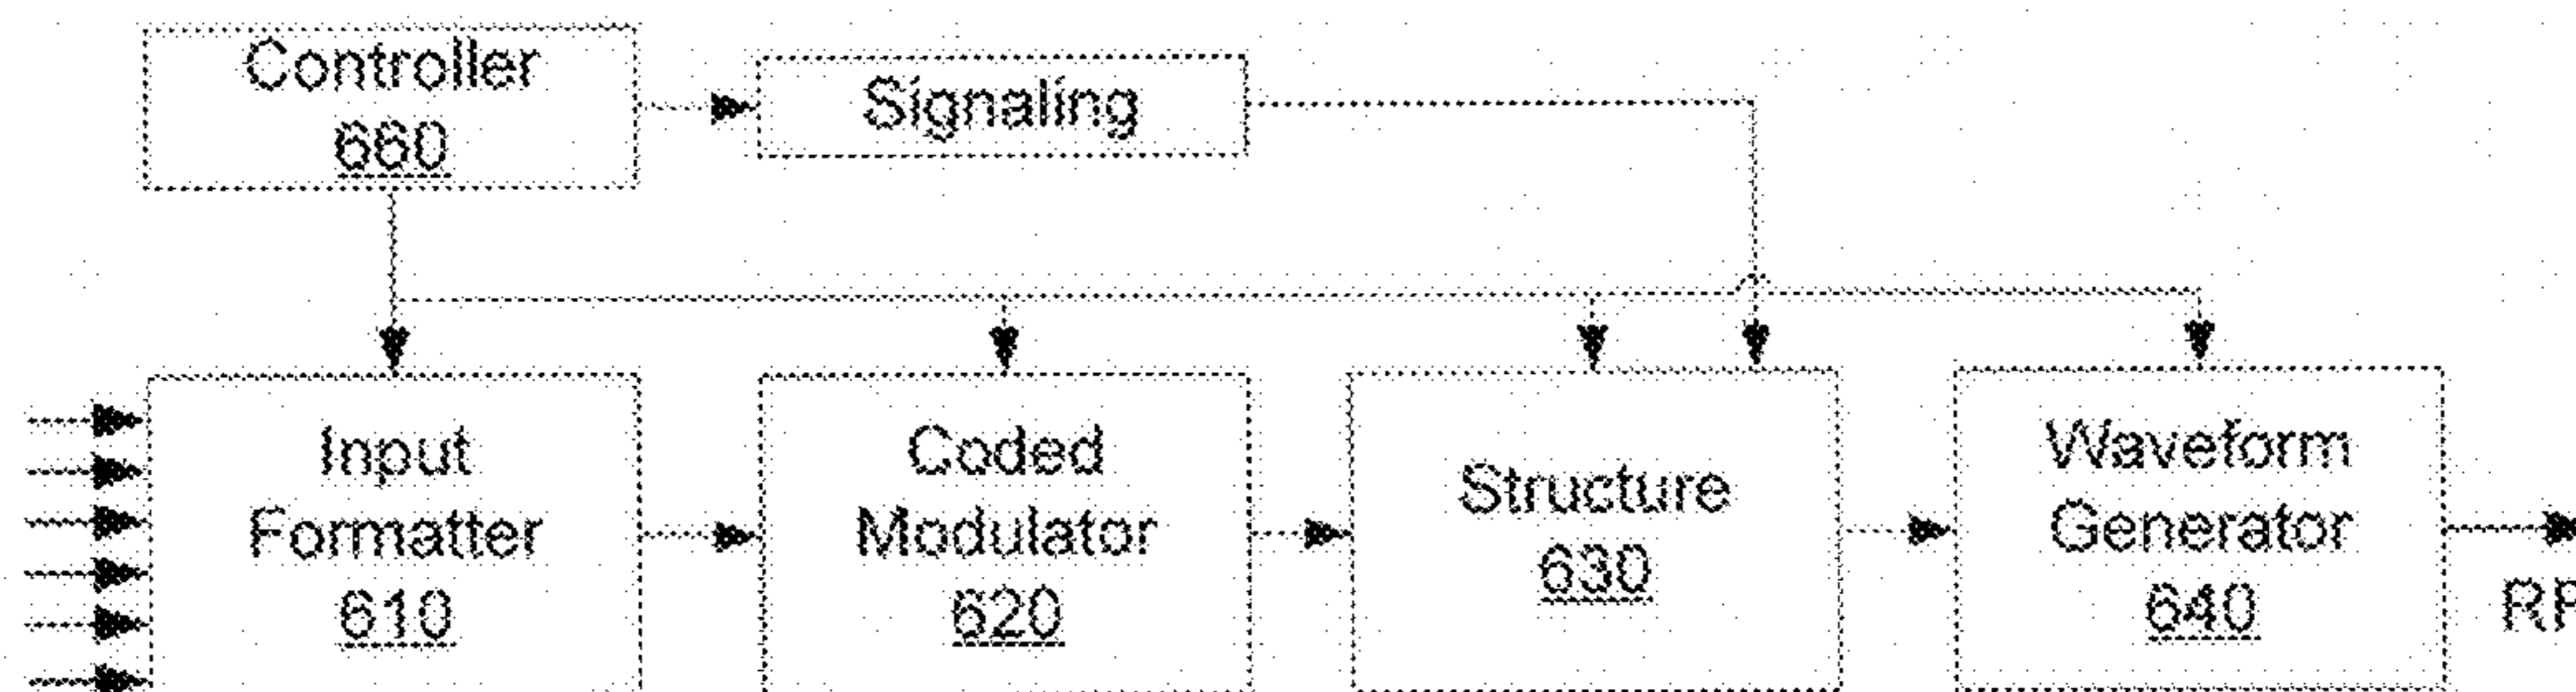 Controller
660
Signaling
Input
Formatter
610
Coded
Modulator
620
Structure
630
Waveform
Generator
640